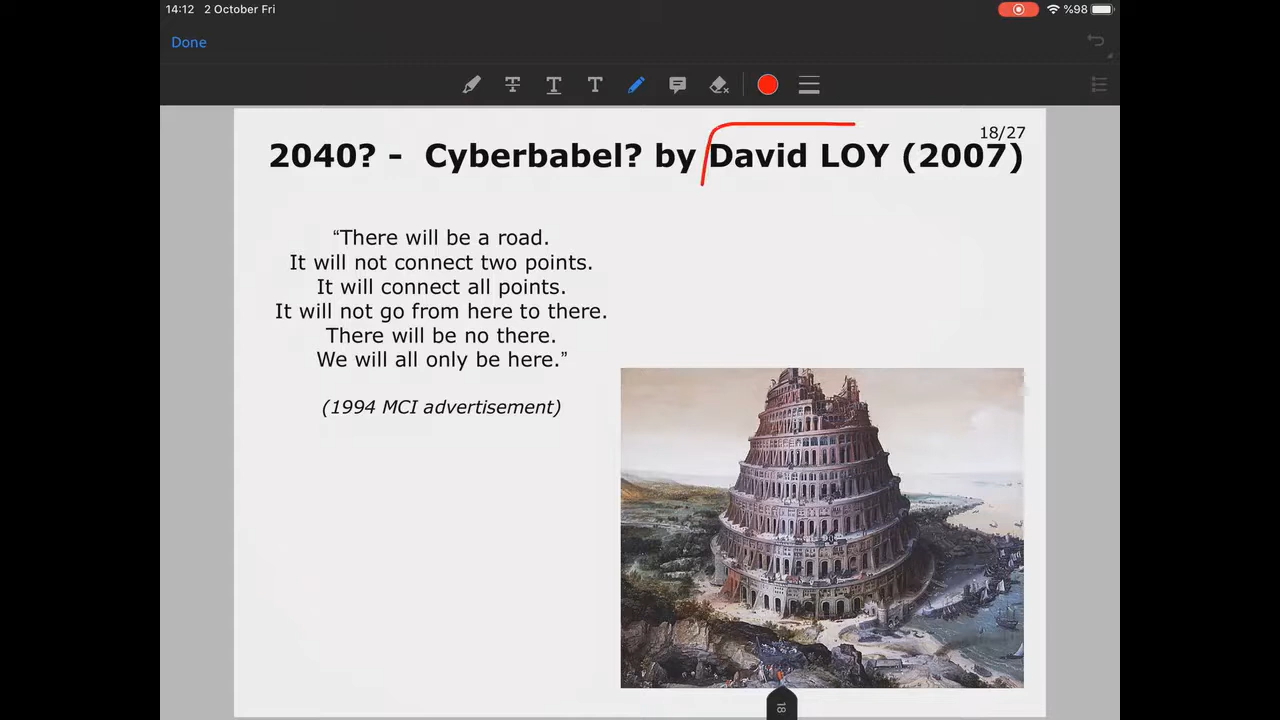 14:12 2 October Fri
%98
Done
18/27
2040? - Cyberbabel? by David LOY (2007)
“There will be a road.
It will not connect two points.
It will connect all points.
It will not go from here to there.
There will be no there.
We will all only be here.”
(1994 MCI advertisement)
18